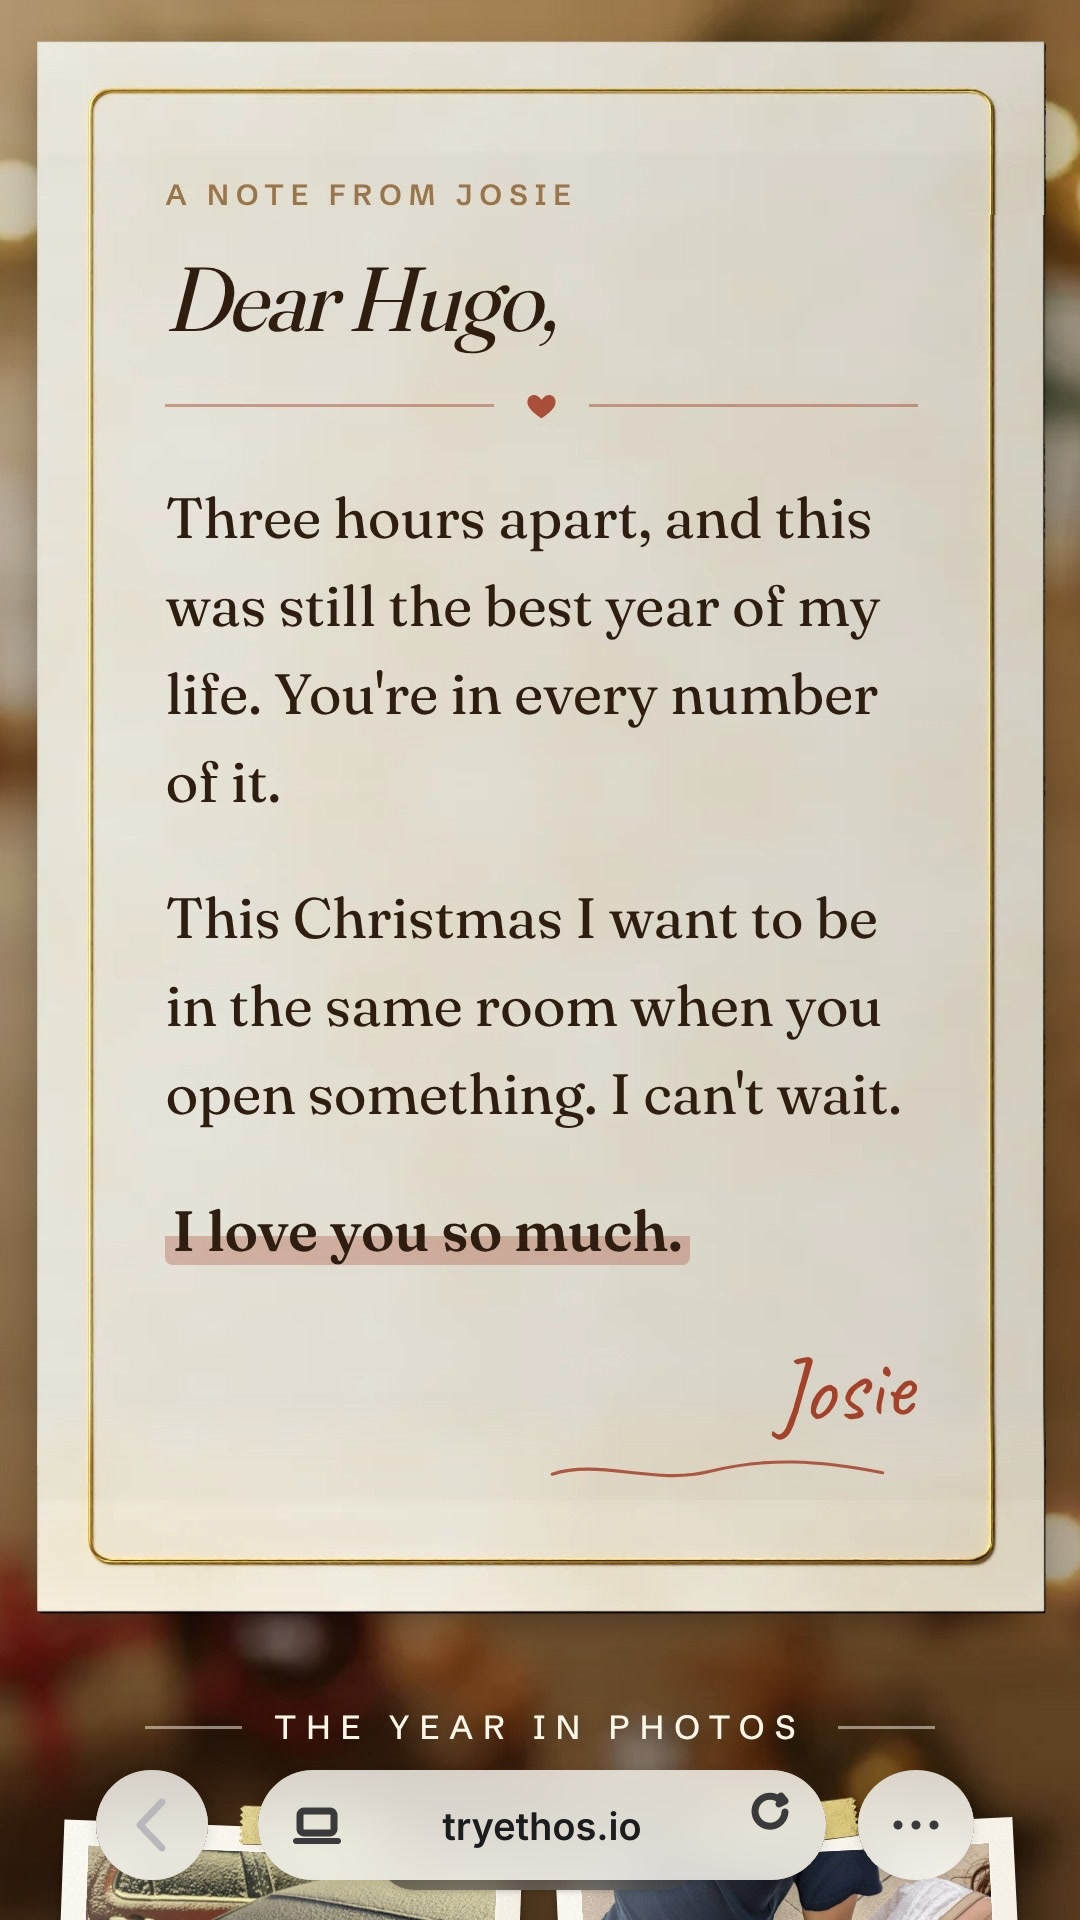 A NOTE FROM JOSIE
Dear Hugo,
Three hours apart, and this
was still the best year of my
life. You're in every number
of it.
This Christmas I want to be
in the same room when you
open something. I can't wait.
I love you so much.
Josie
THE YEAR IN PHOTOS
tryethos.io